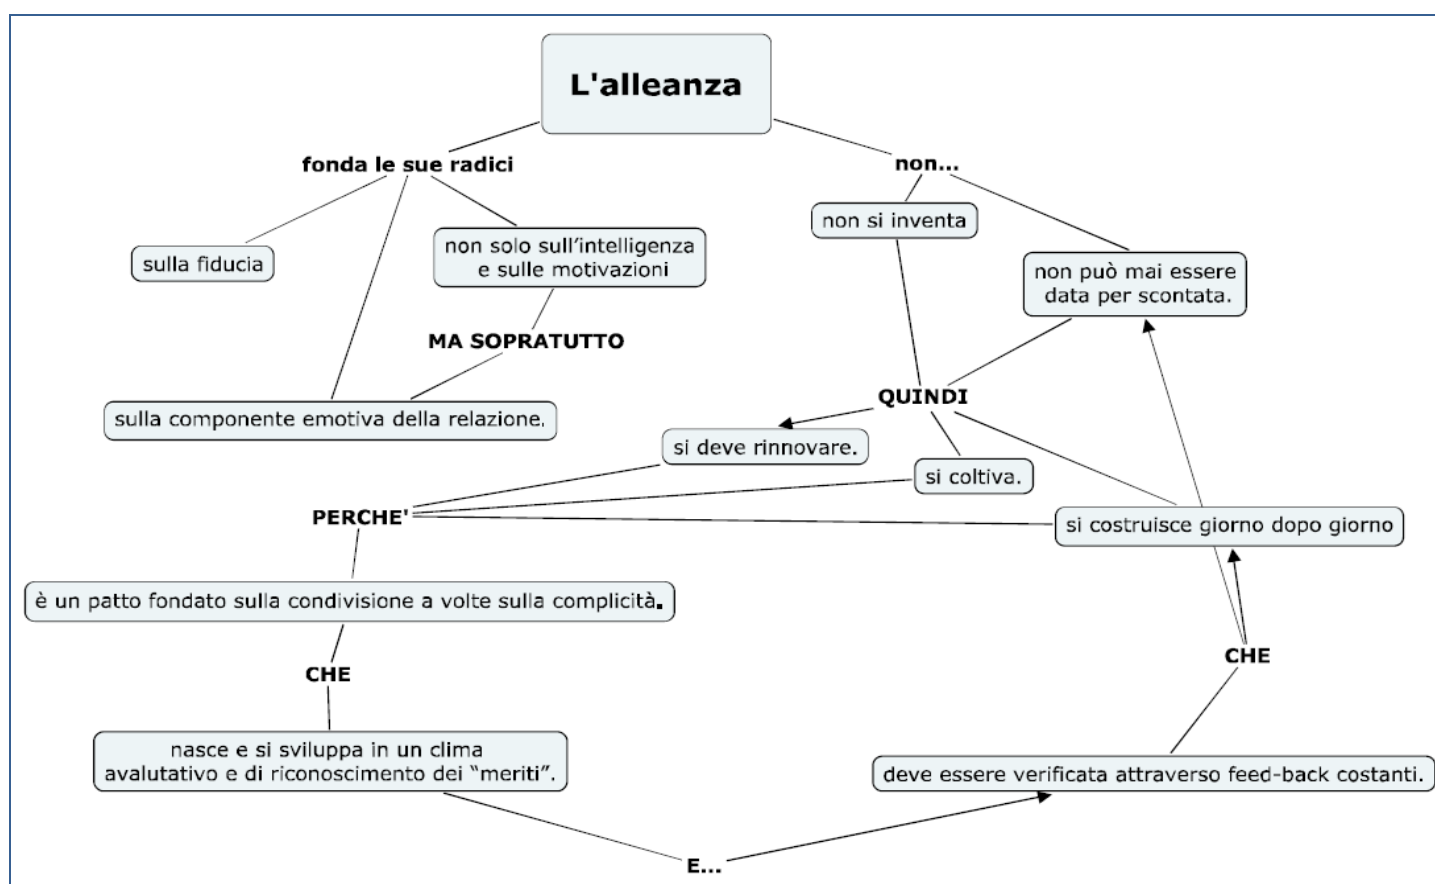 L'alleanza
fonda le sue radici
non...
sulla fiducia
non solo sull'intelligenza
e sulle motivazioni
non si inventa
non può mai essere
data per scontata.
MA SOPRATUTTO
sulla componente emotiva della relazione.
QUINDI
si deve rinnovare.
si coltiva.
si costruisce giorno dopo giorno
PERCHE'
è un patto fondato sulla condivisione a volte sulla complicità.
CHE
nasce e si sviluppa in un clima
avalutativo e di riconoscimento dei “meriti”.
E...
deve essere verificata attraverso feed-back costanti.
CHE